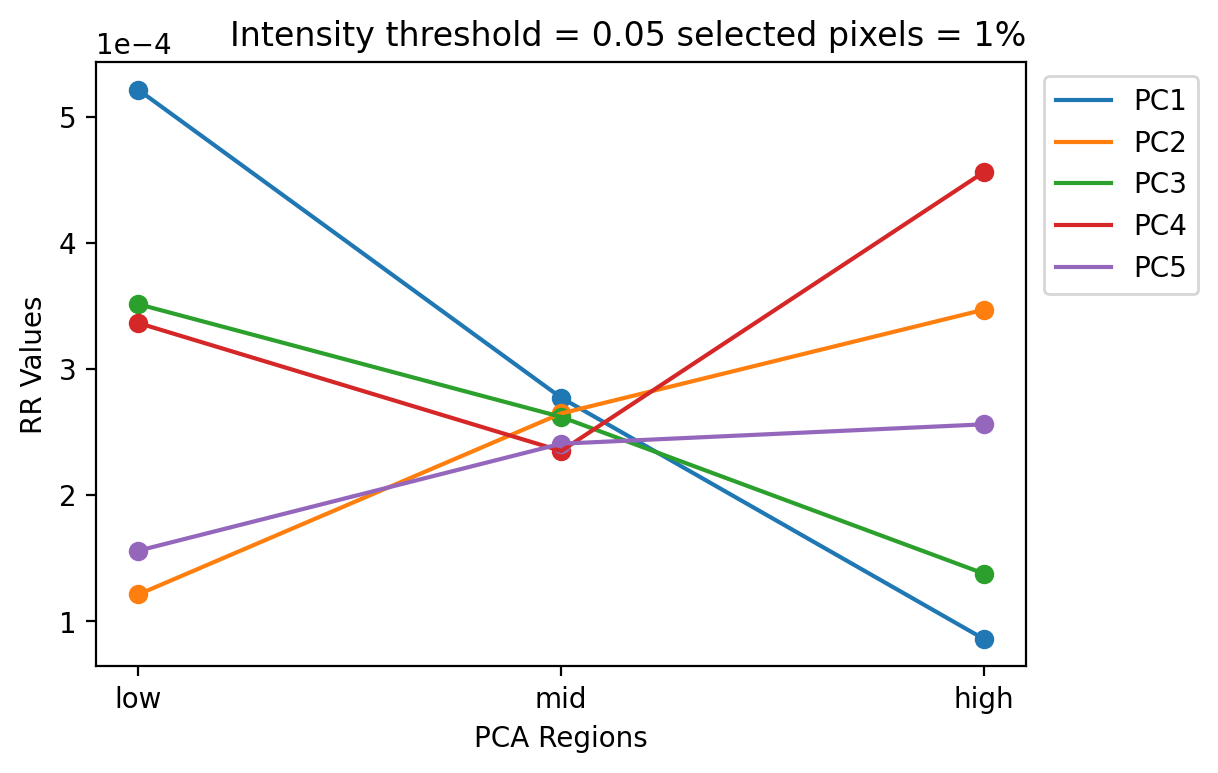 Intensity threshold = 0.05 selected pixels = 1%
1e−4
5
4
3
2
1
RR Values
low mid high
PCA Regions
PC1
PC2
PC3
PC4
PC5